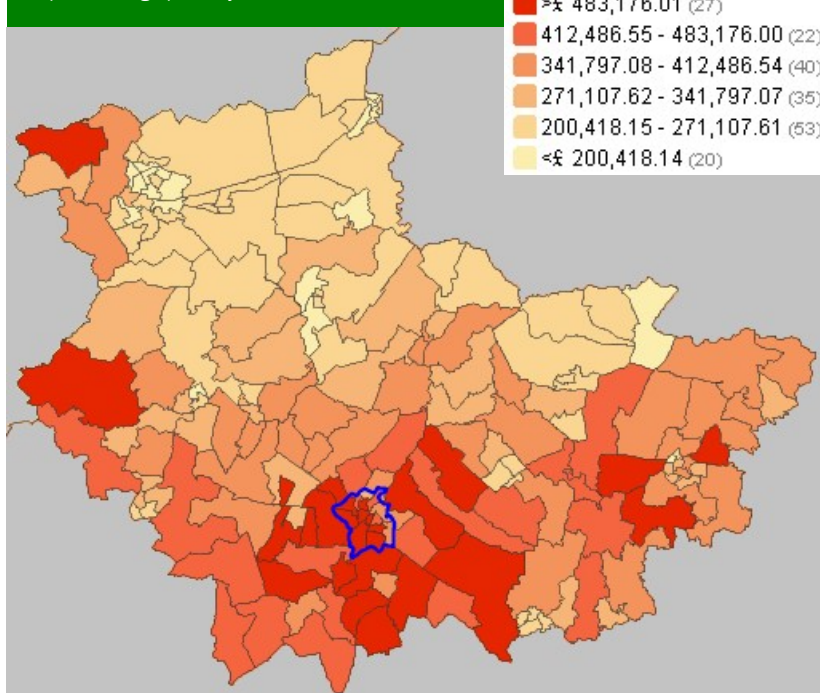 >£ 483,176.01 (27)
412,486.55 - 483,176.00 (22)
341,797.08 - 412,486.54 (40)
271,107.62 - 341,797.07 (35)
200,418.15 - 271,107.61 (53)
<£ 200,418.14 (20)